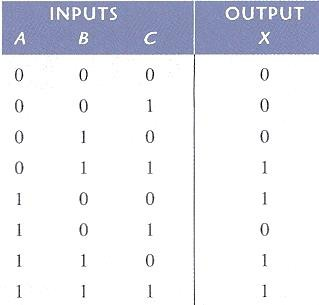 INPUTS OUTPUT
A B C X
0 0 0 0
0 0 1 0
0 1 0 0
0 1 1 1
1 0 0 1
1 0 1 0
1 1 0 1
1 1 1 1